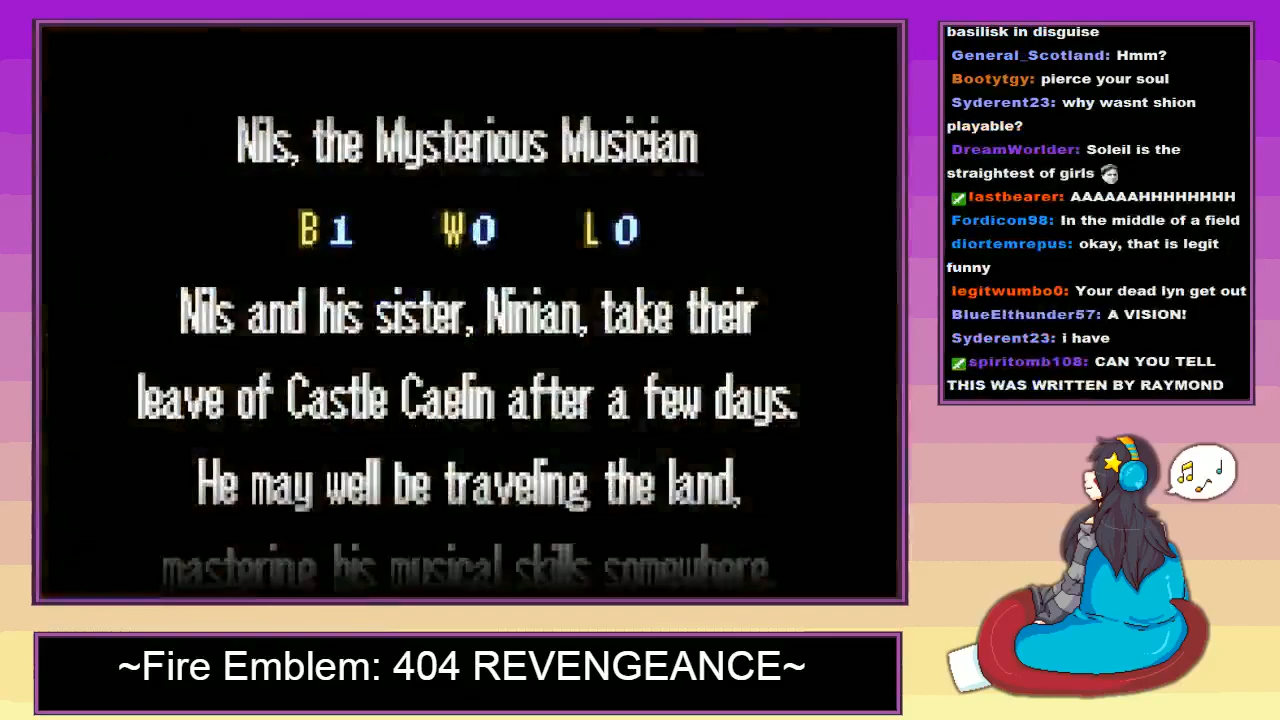 Nils, the Mysterious Musician
B 1 W 0 L 0
Nils and his sister, Ninian, take their
leave of Castle Caelin after a few days.
He may well be traveling the land,
mastering his musical skills somewhere.
~Fire Emblem: 404 REVENGEANCE~
basilisk in disguise
General_Scotland: Hmm?
Bootytgy: pierce your soul
Syderent23: why wasnt shion
playable?
DreamWorlder: Soleil is the
straightest of girls
lastbearer: AAAAAAHHHHHHHH
Fordicon98: In the middle of a field
diortemrepus: okay, that is legit
funny
legitwumbo0: Your dead lyn get out
BlueElthunder57: A VISION!
Syderent23: i have
spiritomb108: CAN YOU TELL
THIS WAS WRITTEN BY RAYMOND